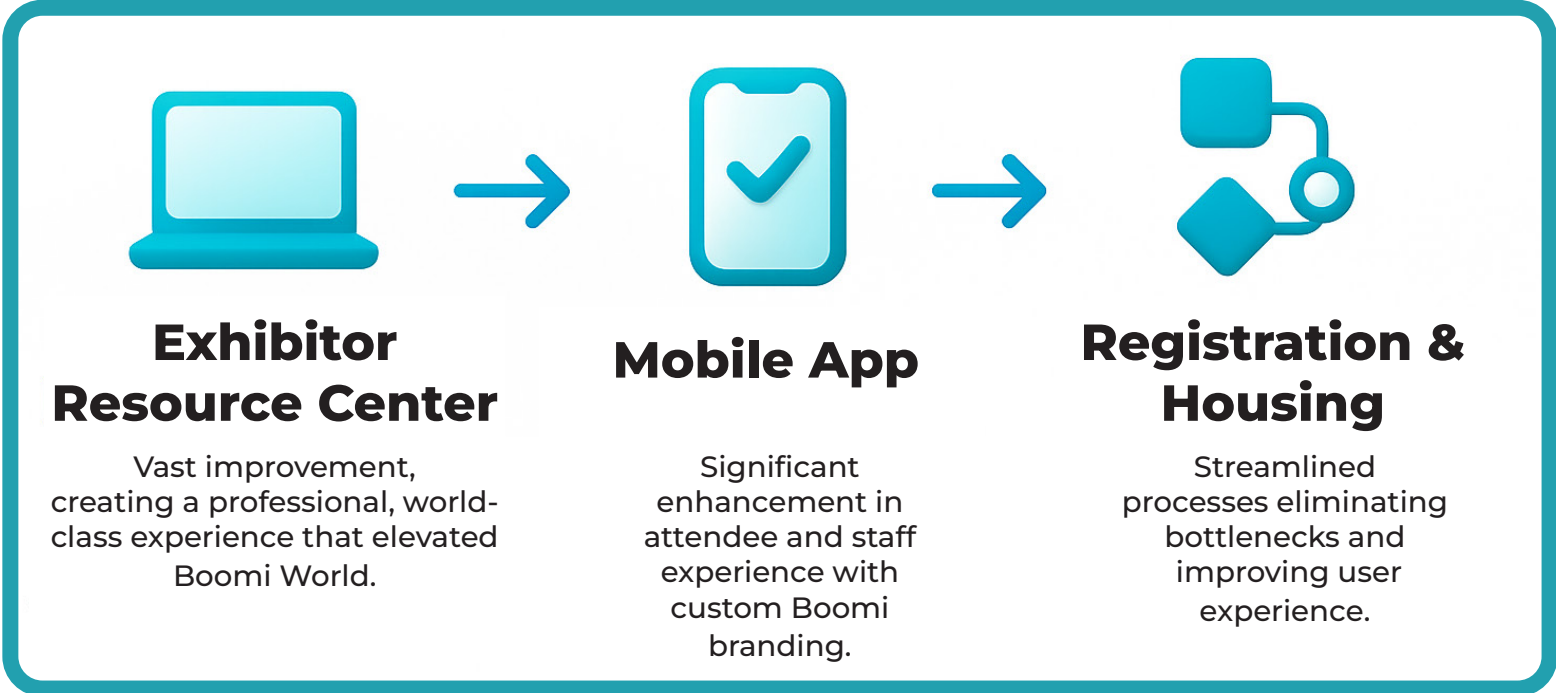 Exhibitor
Resource Center
Vast improvement,
creating a professional, world-
class experience that elevated
Boomi World.
Mobile App
Significant
enhancement in
attendee and staff
experience with
custom Boomi
branding.
Registration &
Housing
Streamlined
processes eliminating
bottlenecks and
improving user
experience.